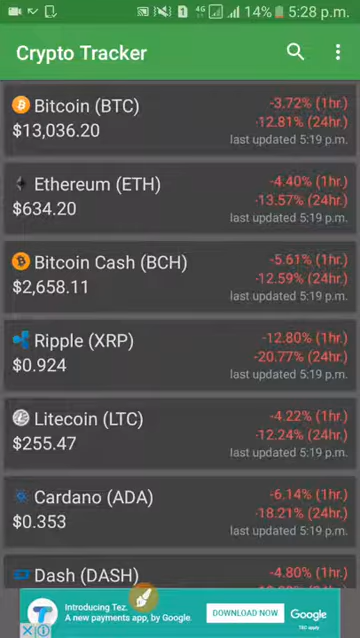 4G 1 14% 5:28 p.m.
Crypto Tracker
Bitcoin (BTC)
$13,036.20
-3.72% (1hr.)
-12.81% (24hr.)
last updated 5:19 p.m.
Ethereum (ETH)
$634.20
-4.40% (1hr.)
-13.57% (24hr.)
last updated 5:19 p.m.
Bitcoin Cash (BCH)
$2,658.11
-5.61% (1hr.)
-12.59% (24hr.)
last updated 5:19 p.m.
Ripple (XRP)
$0.924
-12.80% (1hr.)
-20.77% (24hr.)
last updated 5:19 p.m.
Litecoin (LTC)
$255.47
-4.22% (1hr.)
-12.24% (24hr.)
last updated 5:19 p.m.
Cardano (ADA)
$0.353
-6.14% (1hr.)
-18.21% (24hr.)
last updated 5:19 p.m.
Dash (DASH)
-4.80% (1hr.)
Introducing Tez.
A new payments app, by Google.
DOWNLOAD NOW
Google
T&C apply